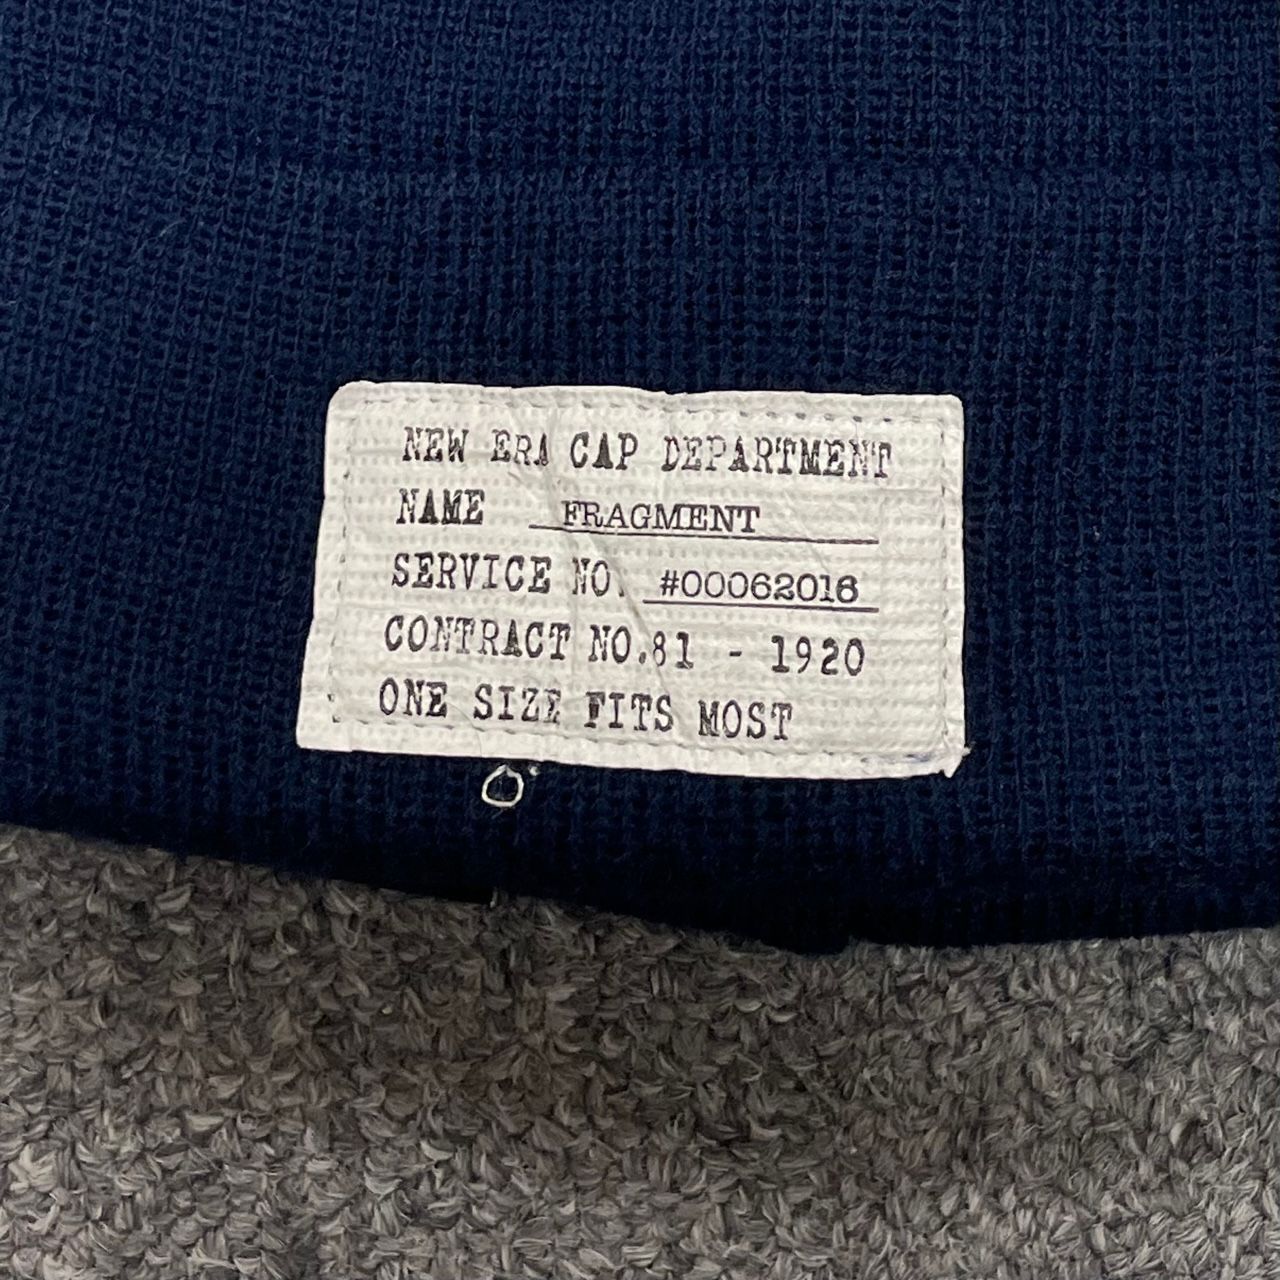 NEW ERA CAP DEPARTMENT
NAME FRAGMENT
SERVICE NO. #00062016
CONTRACT NO.81 - 1920
ONE SIZE FITS MOST